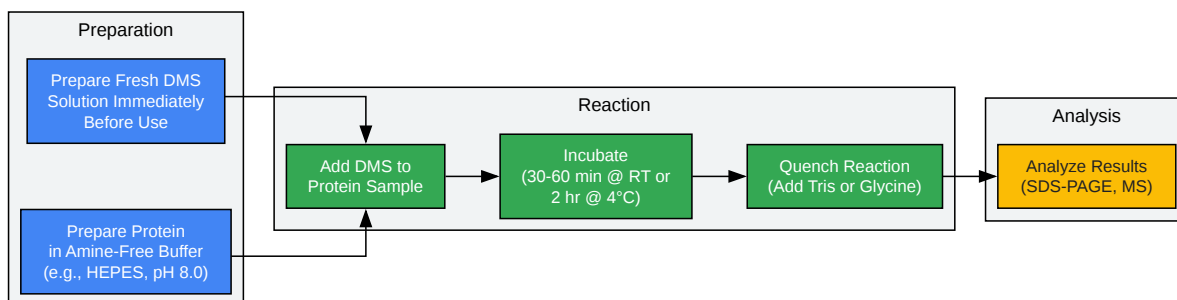 Preparation
Prepare Fresh DMS
Solution Immediately
Before Use
Prepare Protein
in Amine-Free Buffer
(e.g., HEPES, pH 8.0)
Reaction
Add DMS to
Protein Sample
Incubate
(30-60 min @ RT or
2 hr @ 4°C)
Quench Reaction
(Add Tris or Glycine)
Analysis
Analyze Results
(SDS-PAGE, MS)